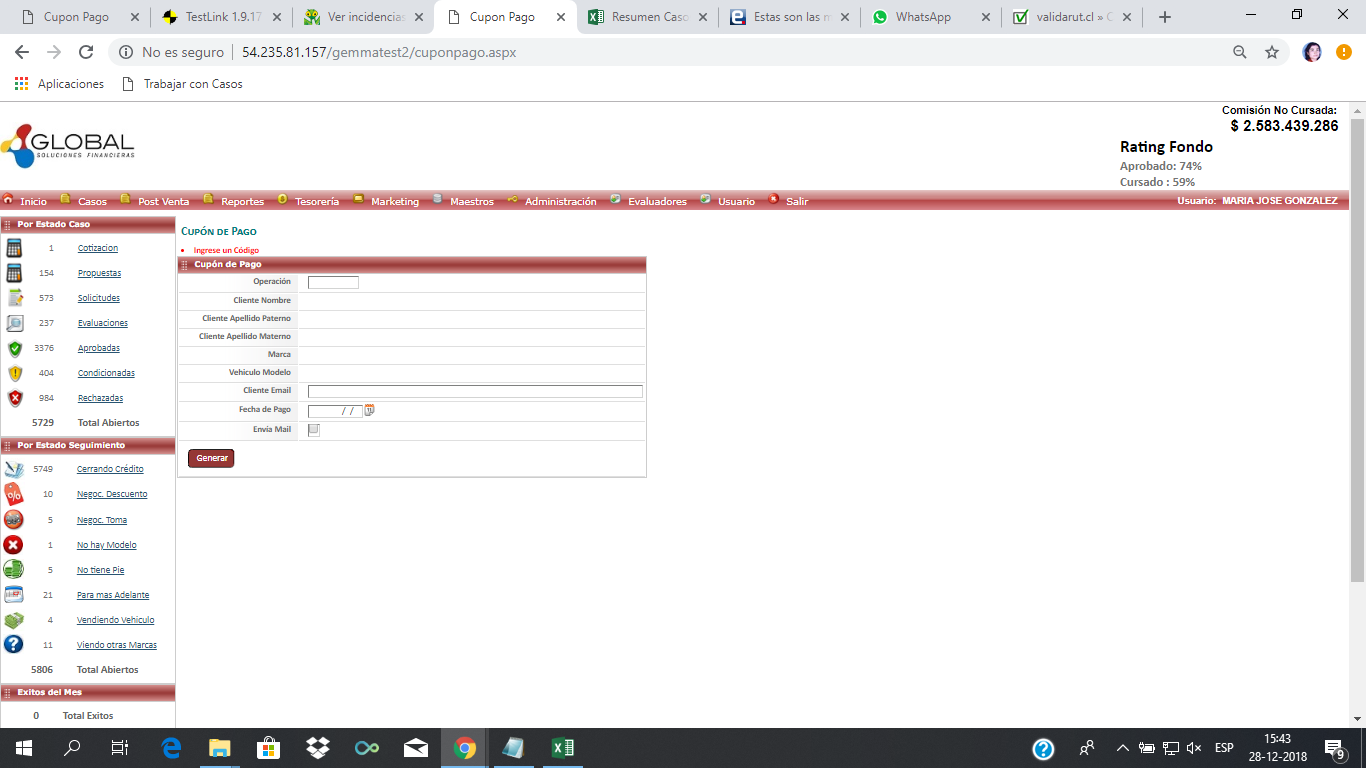 Cupon Pago
TestLink 1.9.17
Ver incidencias
Cupon Pago
Resumen Caso
Estas son las m
WhatsApp
validarut.cl » C
No es seguro
54.235.81.157/gemmatest2/cuponpago.aspx
Aplicaciones
Trabajar con Casos
GLOBAL
SOLUCIONES FINANCIERAS
Comisión No Cursada:
$ 2.583.439.286
Rating Fondo
Aprobado: 74%
Cursado : 59%
Inicio Casos Post Venta Reportes Tesorería Marketing Maestros Administración Evaluadores Usuario Salir
Usuario: MARIA JOSE GONZALEZ
Por Estado Caso
1 Cotizacion
154 Propuestas
573 Solicitudes
237 Evaluaciones
3376 Aprobadas
404 Condicionadas
984 Rechazadas
5729 Total Abiertos
Por Estado Seguimiento
5749 Cerrando Crédito
10 Negoc. Descuento
5 Negoc. Toma
1 No hay Modelo
5 No tiene Pie
21 Para mas Adelante
4 Vendiendo Vehiculo
11 Viendo otras Marcas
5806 Total Abiertos
Exitos del Mes
0 Total Exitos
Cupón de Pago
Ingrese un Código
Cupón de Pago
Operación
Cliente Nombre
Cliente Apellido Paterno
Cliente Apellido Materno
Marca
Vehiculo Modelo
Cliente Email
Fecha de Pago / /
Envía Mail
Generar
ESP
15:43
28-12-2018
9